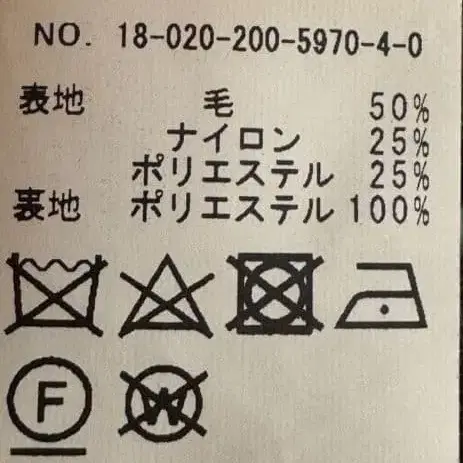 NO. 18-020-200-5970-4-0
表地 毛 50%
ナイロン 25%
ポリエステル 25%
裏地 ポリエステル 100%
F W